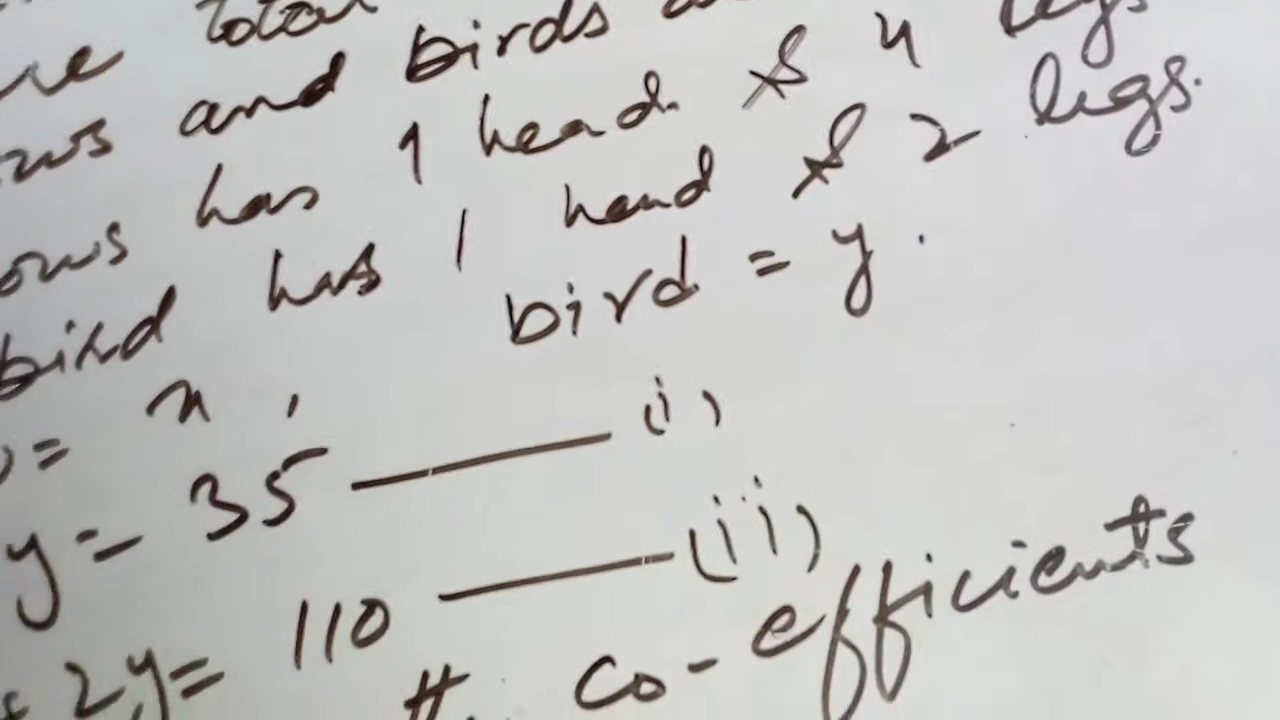 total
and birds
has 1 head & 4 legs
bird has 1 head & 2 legs.
= x, bird = y.
y = 35 (i)
2y = 110 (ii)
# co-efficients